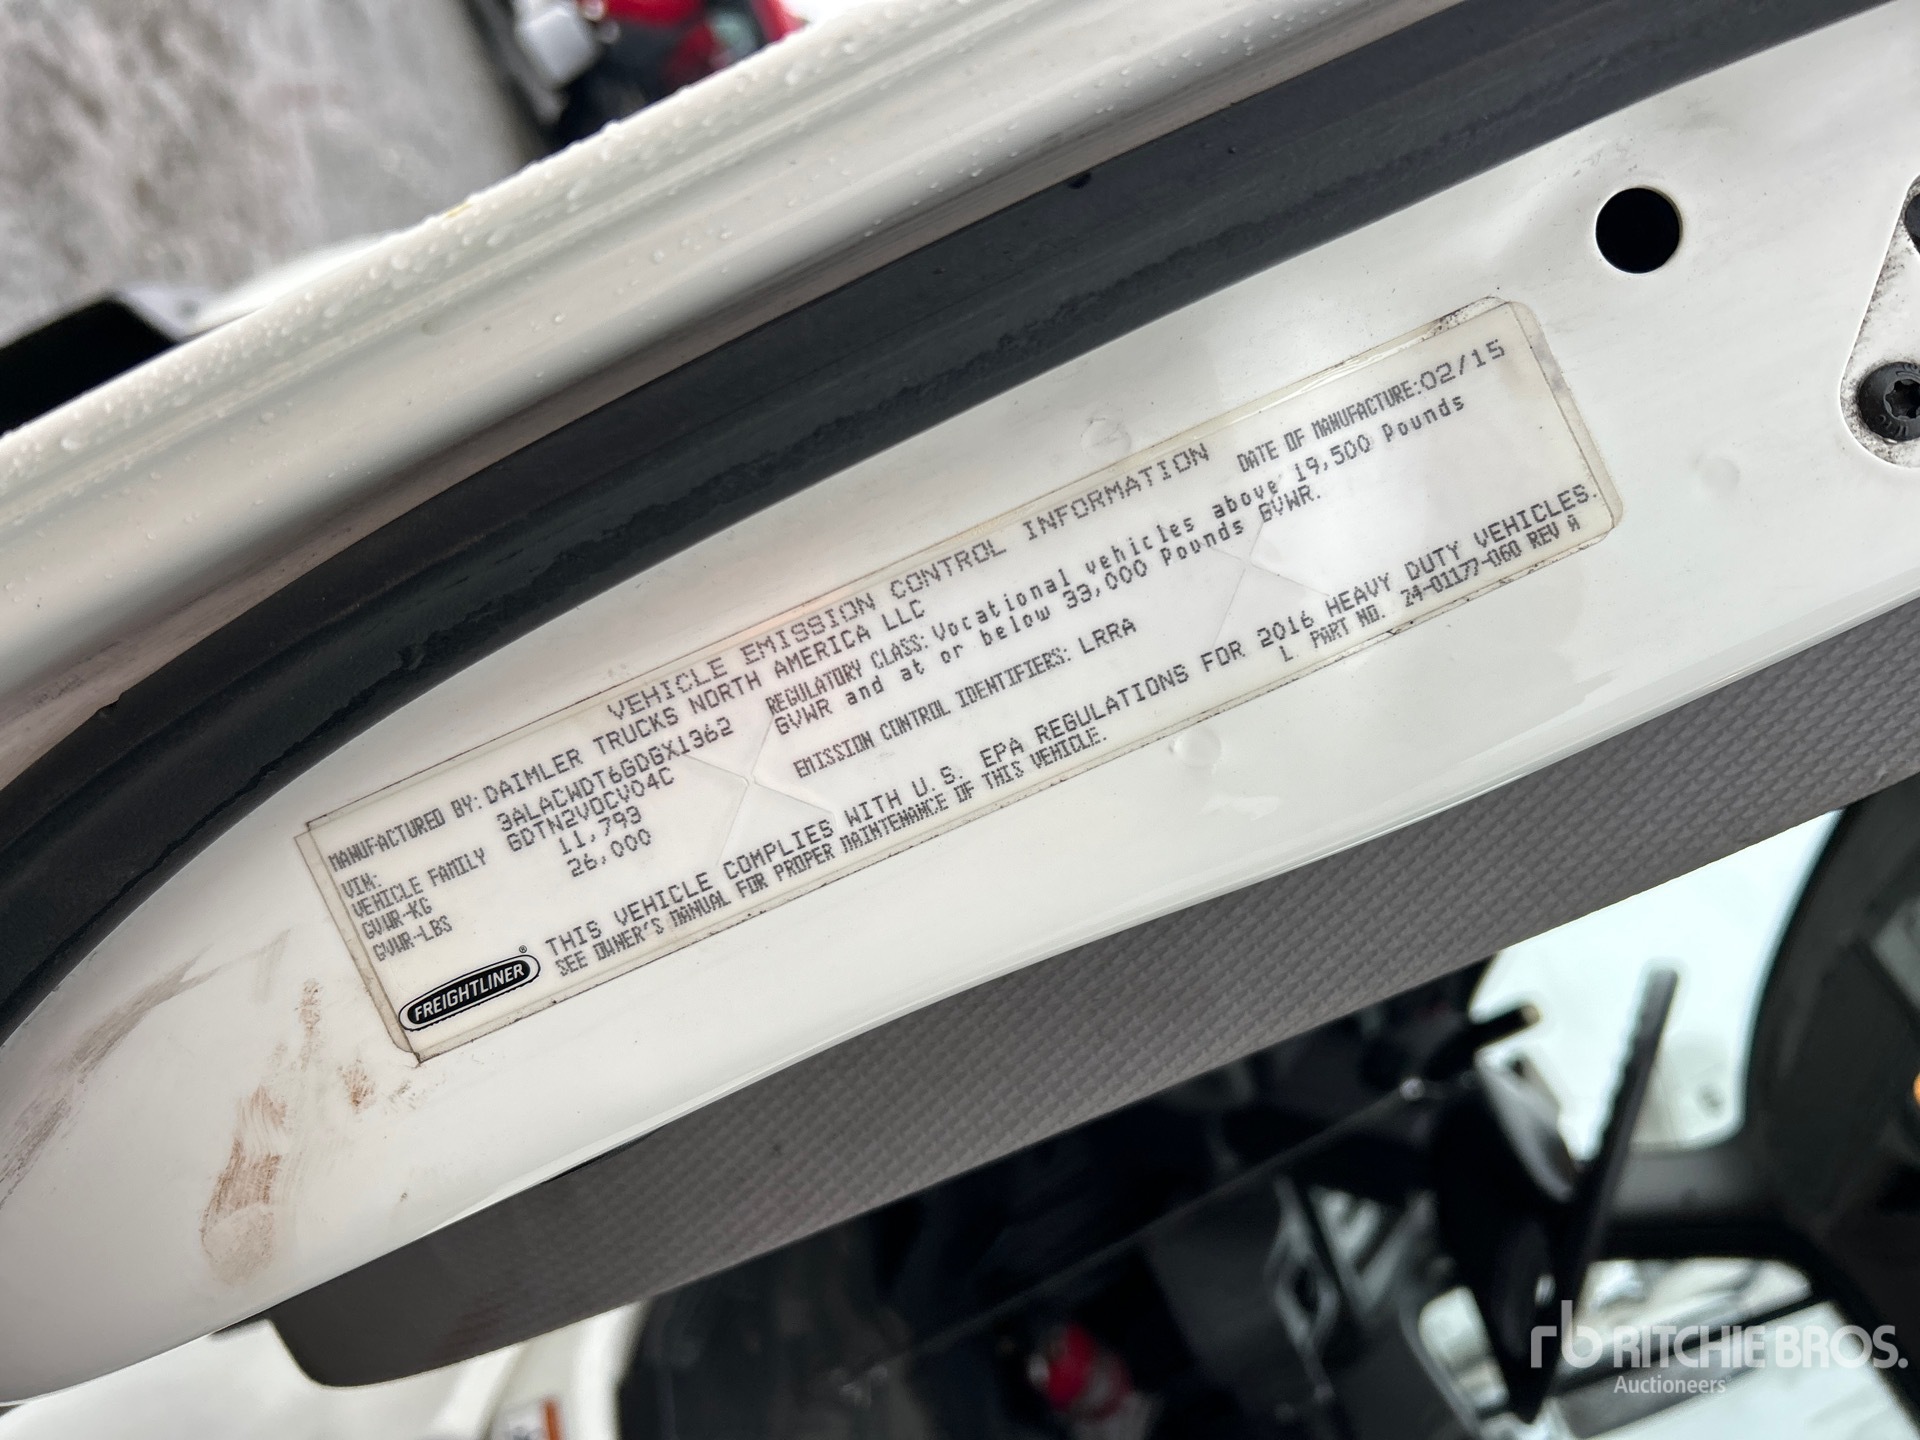 VEHICLE EMISSION CONTROL INFORMATION
MANUFACTURED BY: DAIMLER TRUCKS NORTH AMERICA LLC
DATE OF MANUFACTURE: 02/15
VIN: 3ALACWDT6GDGX1362
VEHICLE FAMILY GDTN2VOCV04C
GVWR-KG 11,793
GVWR-LBS 26,000
REGULATORY CLASS: Vocational vehicles above 19,500 Pounds
GVWR and at or below 33,000 Pounds GVWR.
EMISSION CONTROL IDENTIFIERS: LRRA
THIS VEHICLE COMPLIES WITH U.S. EPA REGULATIONS FOR 2016 HEAVY DUTY VEHICLES.
SEE OWNER'S MANUAL FOR PROPER MAINTENANCE OF THIS VEHICLE.
L PART NO. 24-01177-060 REV A
FREIGHTLINER®
rb RITCHIE BROS.
Auctioneers